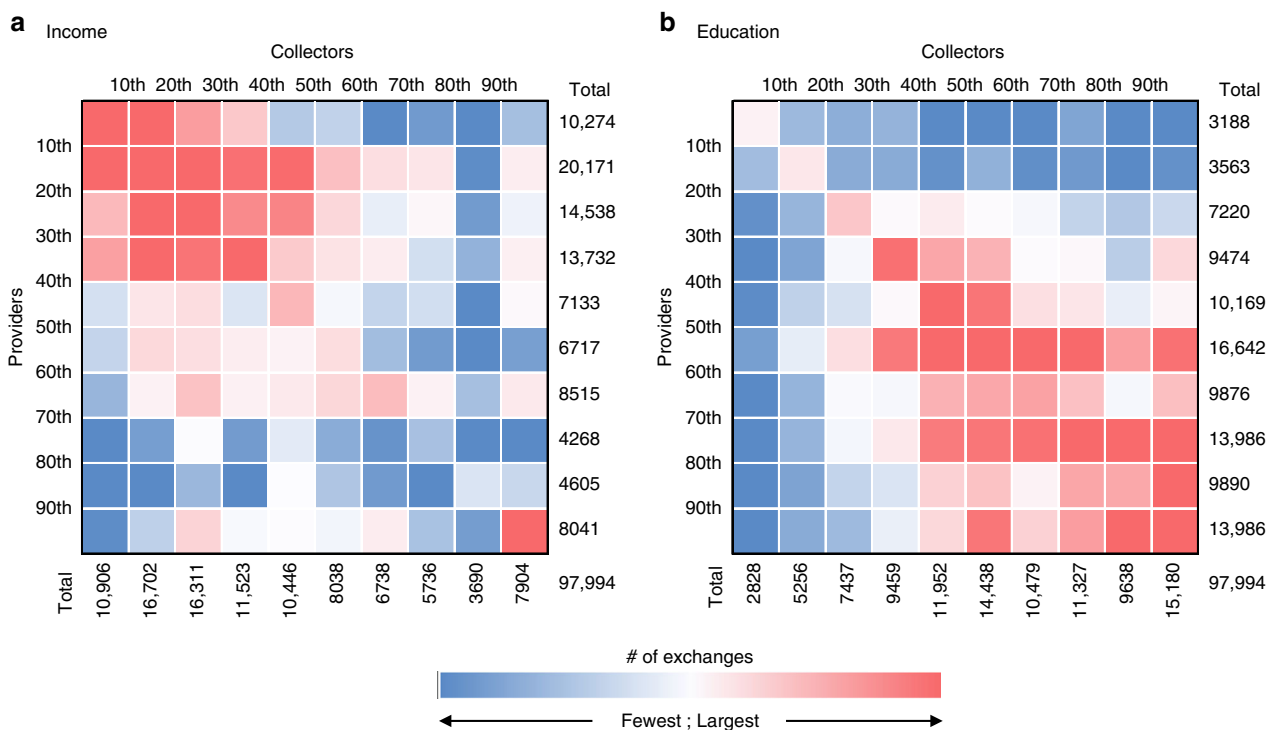 a Income
Collectors
10th 20th 30th 40th 50th 60th 70th 80th 90th Total
Providers
10,274
10th
20,171
20th
14,538
30th
13,732
40th
7133
50th
6717
60th
8515
70th
4268
80th
4605
90th
8041
Total 10,906 16,702 16,311 11,523 10,446 8038 6738 5736 3690 7904 97,994
b Education
Collectors
10th 20th 30th 40th 50th 60th 70th 80th 90th Total
Providers
3188
10th
3563
20th
7220
30th
9474
40th
10,169
50th
16,642
60th
9876
70th
13,986
80th
9890
90th
13,986
Total 2828 5256 7437 9459 11,952 14,438 10,479 11,327 9638 15,180 97,994
# of exchanges
Fewest ; Largest